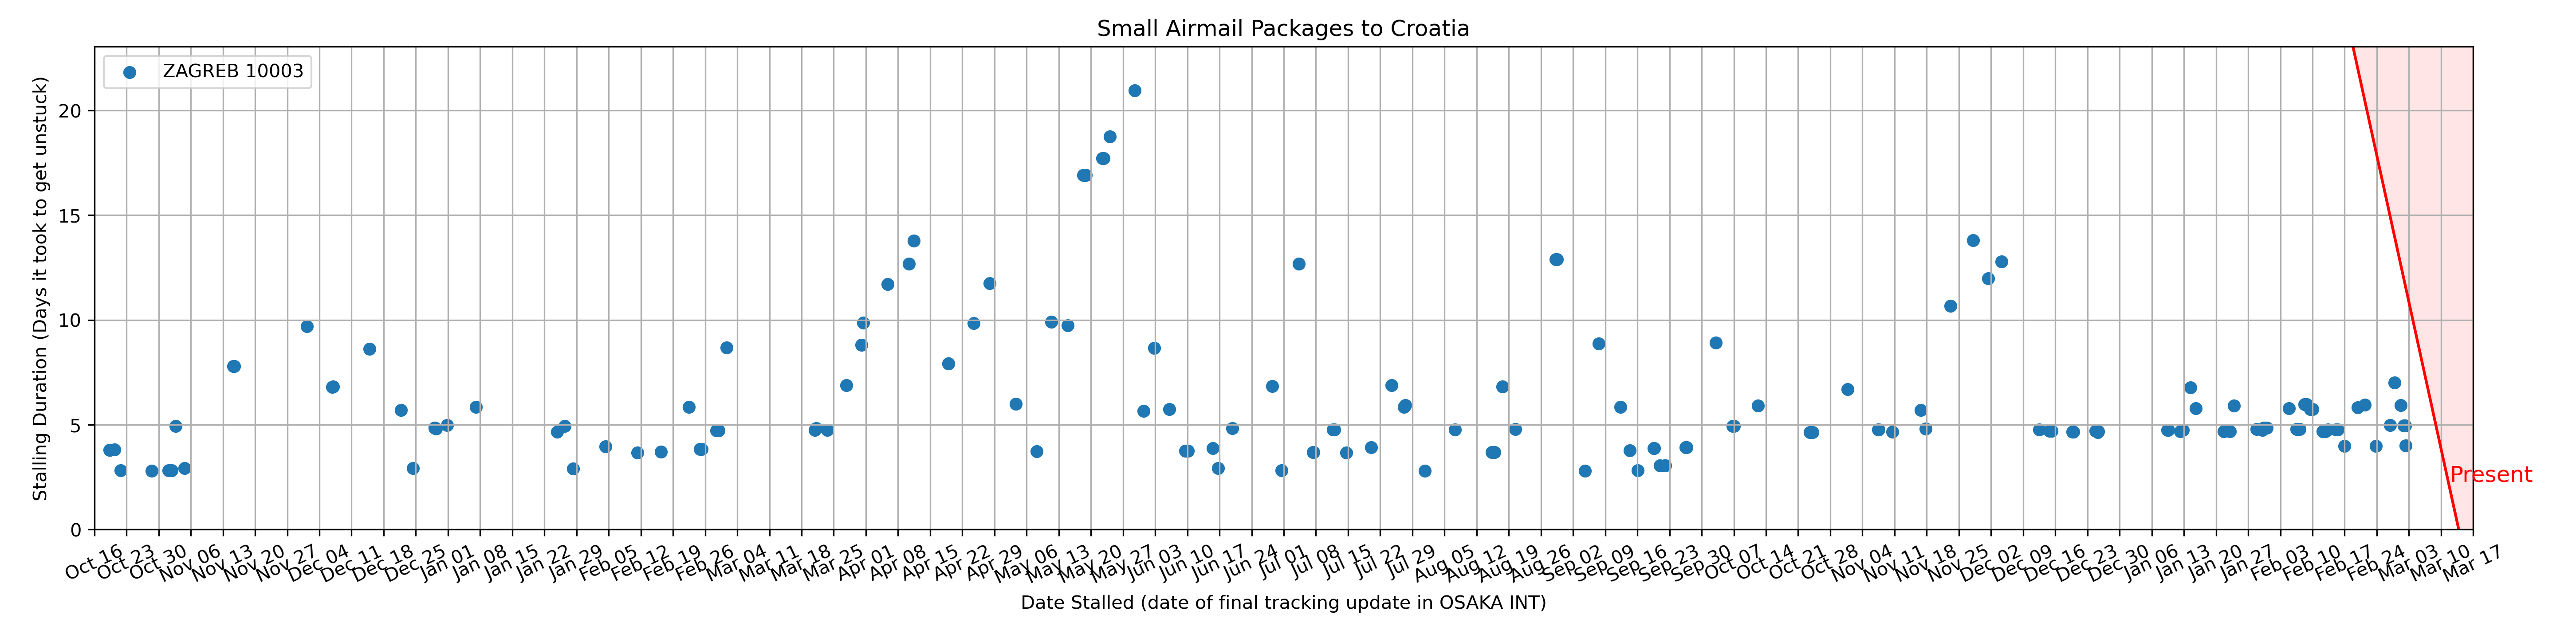 Small Airmail Packages to Croatia
ZAGREB 10003
Stalling Duration (Days it took to get unstuck)
20
15
10
5
0
Present
Oct 16
Oct 23
Oct 30
Nov 06
Nov 13
Nov 20
Nov 27
Dec 04
Dec 11
Dec 18
Dec 25
Jan 01
Jan 08
Jan 15
Jan 22
Jan 29
Feb 05
Feb 12
Feb 19
Feb 26
Mar 04
Mar 11
Mar 18
Mar 25
Apr 01
Apr 08
Apr 15
Apr 22
Apr 29
May 06
May 13
May 20
May 27
Jun 03
Jun 10
Jun 17
Jun 24
Jul 01
Jul 08
Jul 15
Jul 22
Jul 29
Aug 05
Aug 12
Aug 19
Aug 26
Sep 02
Sep 09
Sep 16
Sep 23
Sep 30
Oct 07
Oct 14
Oct 21
Oct 28
Nov 04
Nov 11
Nov 18
Nov 25
Dec 02
Dec 09
Dec 16
Dec 23
Dec 30
Jan 06
Jan 13
Jan 20
Jan 27
Feb 03
Feb 10
Feb 17
Feb 24
Mar 03
Mar 10
Mar 17
Date Stalled (date of final tracking update in OSAKA INT)